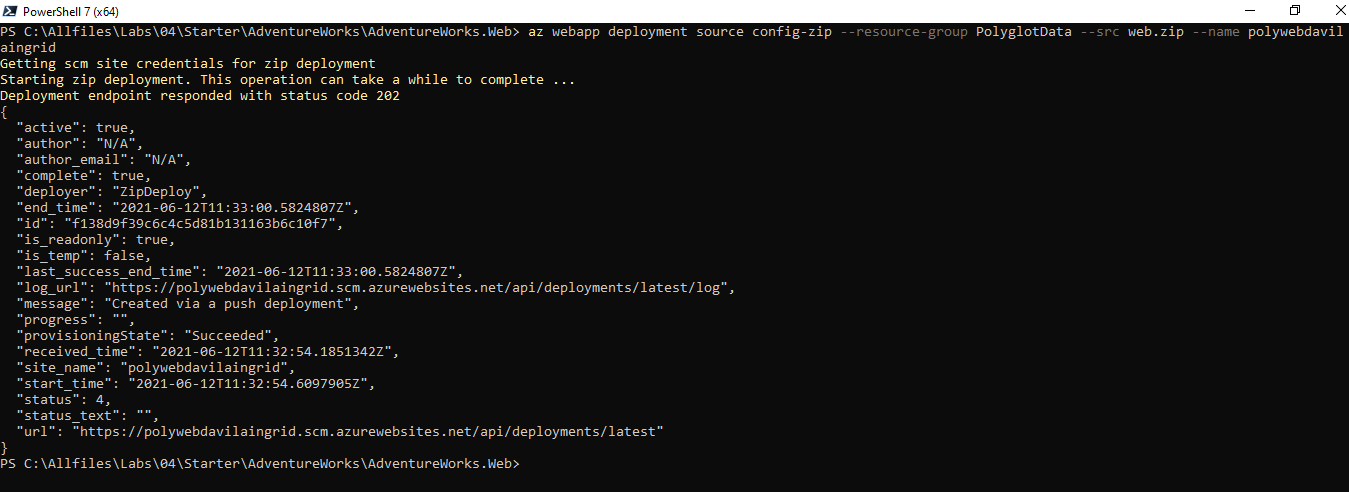 PowerShell 7 (x64)
PS C:\Allfiles\Labs\04\Starter\AdventureWorks\AdventureWorks.Web> az webapp deployment source config-zip --resource-group PolyglotData --src web.zip --name polywebdavil
aingrid
Getting scm site credentials for zip deployment
Starting zip deployment. This operation can take a while to complete ...
Deployment endpoint responded with status code 202
{
  "active": true,
  "author": "N/A",
  "author_email": "N/A",
  "complete": true,
  "deployer": "ZipDeploy",
  "end_time": "2021-06-12T11:33:00.5824807Z",
  "id": "f138d9f39c6c4c5d81b131163b6c10f7",
  "is_readonly": true,
  "is_temp": false,
  "last_success_end_time": "2021-06-12T11:33:00.5824807Z",
  "log_url": "https://polywebdavilaingrid.scm.azurewebsites.net/api/deployments/latest/log",
  "message": "Created via a push deployment",
  "progress": "",
  "provisioningState": "Succeeded",
  "received_time": "2021-06-12T11:32:54.1851342Z",
  "site_name": "polywebdavilaingrid",
  "start_time": "2021-06-12T11:32:54.6097905Z",
  "status": 4,
  "status_text": "",
  "url": "https://polywebdavilaingrid.scm.azurewebsites.net/api/deployments/latest"
}
PS C:\Allfiles\Labs\04\Starter\AdventureWorks\AdventureWorks.Web>